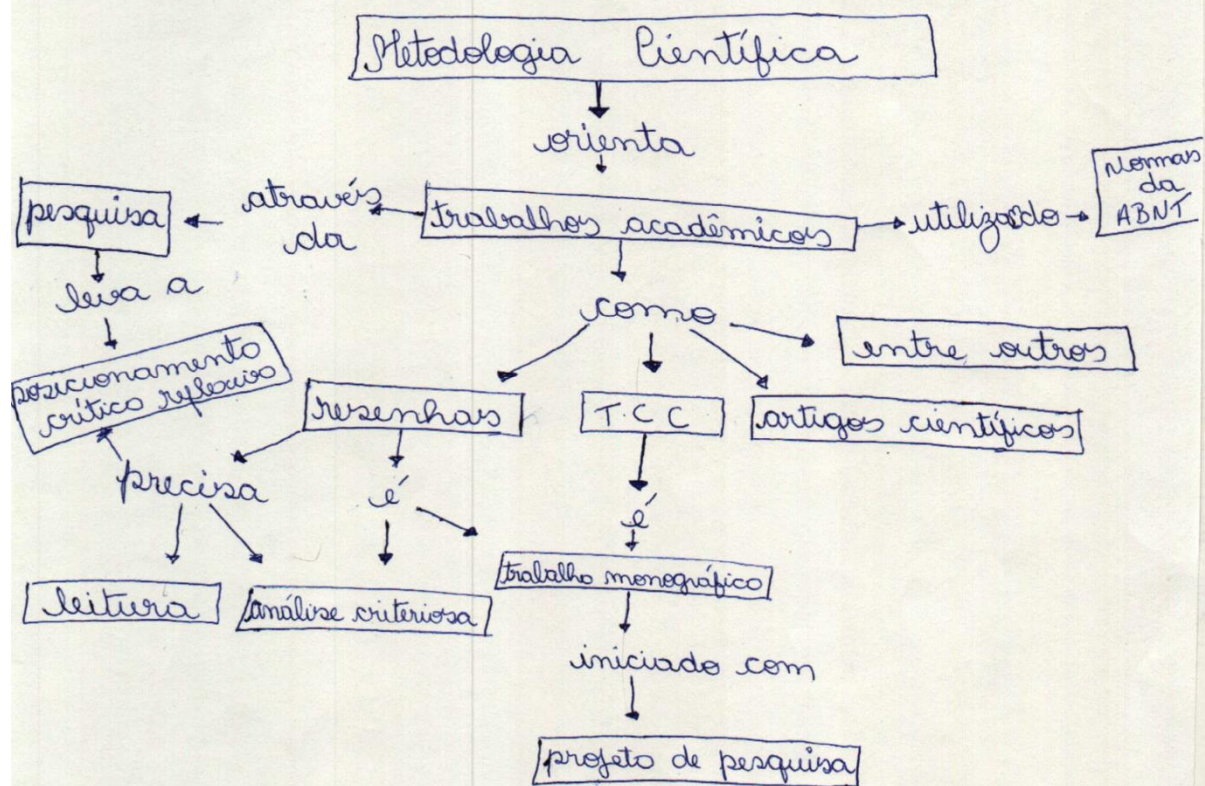 Metodologia Científica
orienta
pesquisa
através
da
trabalhos acadêmicos
utilizado
Normas
da
ABNT
leva a
como
entre outros
posicionamento
crítico reflexivo
resenhas
T.C C
artigos científicos
precisa
é
é
leitura
análise criteriosa
trabalho monográfico
iniciado com
projeto de pesquisa